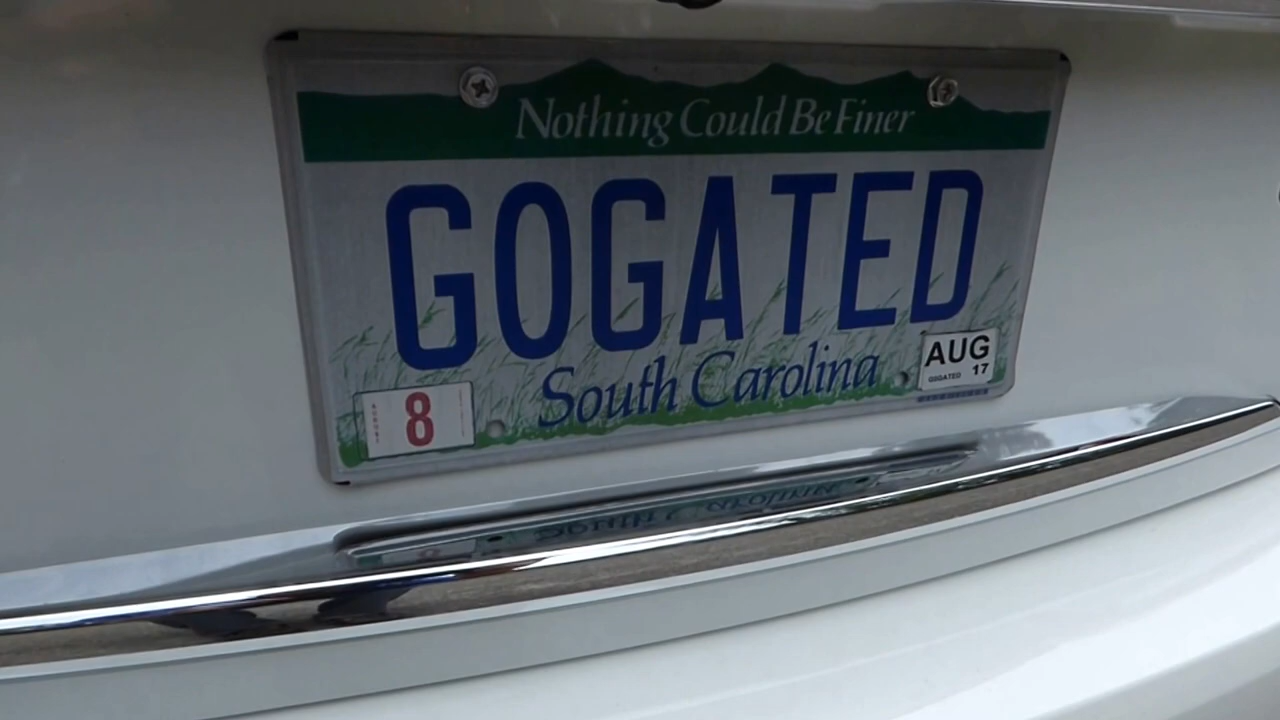 Nothing Could Be Finer
GOGATED
South Carolina
8
AUG
GOGATED 17